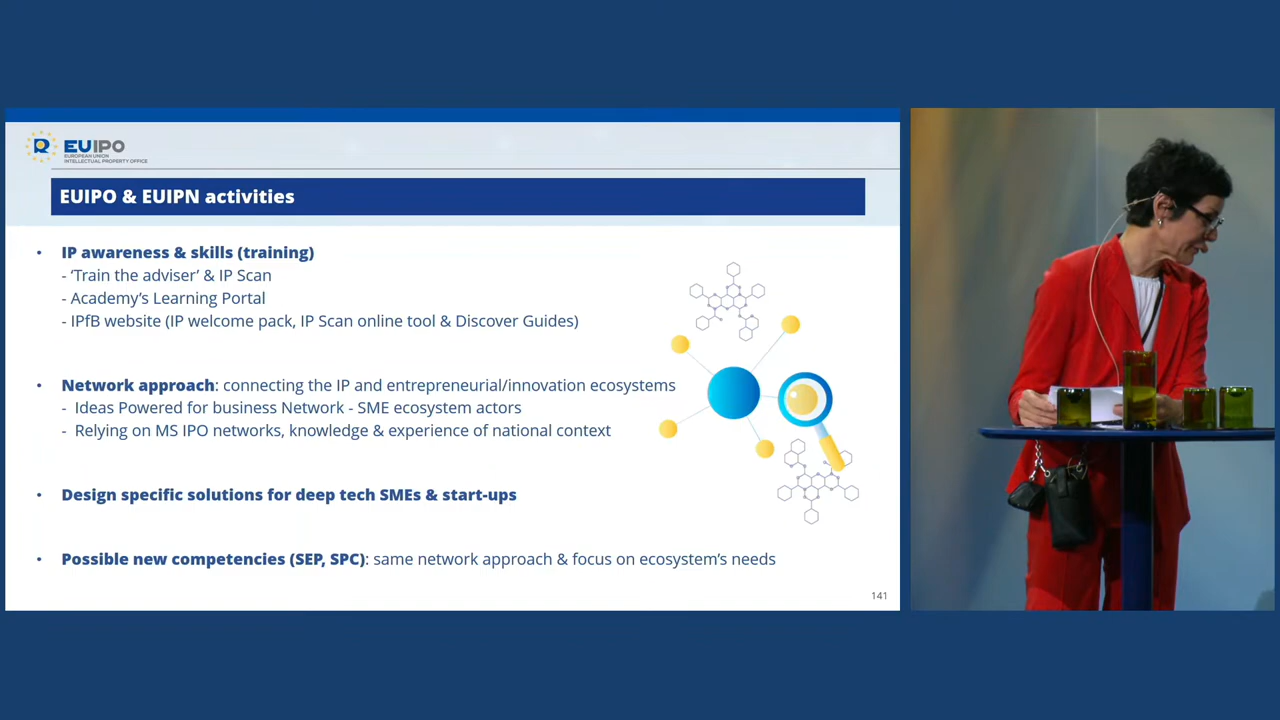 EUIPO
EUROPEAN UNION
INTELLECTUAL PROPERTY OFFICE
EUIPO & EUIPN activities
• IP awareness & skills (training)
- ‘Train the adviser’ & IP Scan
- Academy’s Learning Portal
- IPfB website (IP welcome pack, IP Scan online tool & Discover Guides)
• Network approach: connecting the IP and entrepreneurial/innovation ecosystems
- Ideas Powered for business Network - SME ecosystem actors
- Relying on MS IPO networks, knowledge & experience of national context
• Design specific solutions for deep tech SMEs & start-ups
• Possible new competencies (SEP, SPC): same network approach & focus on ecosystem’s needs
141